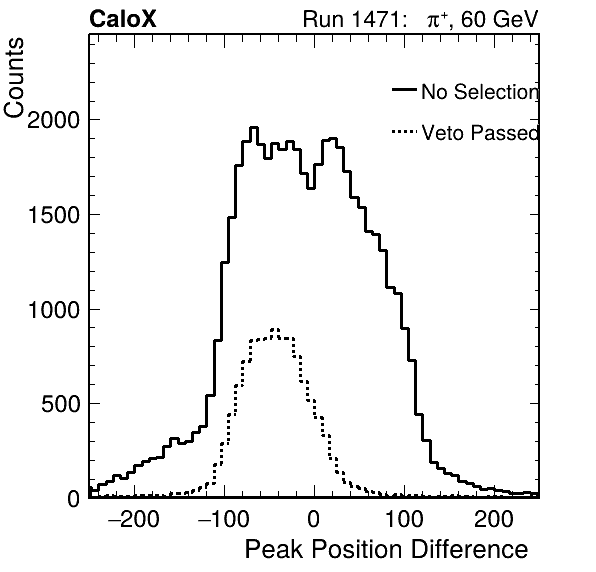 CaloX Run 1471: π⁺, 60 GeV
Counts
No Selection
Veto Passed
2000
1500
1000
500
0
−200 −100 0 100 200
Peak Position Difference